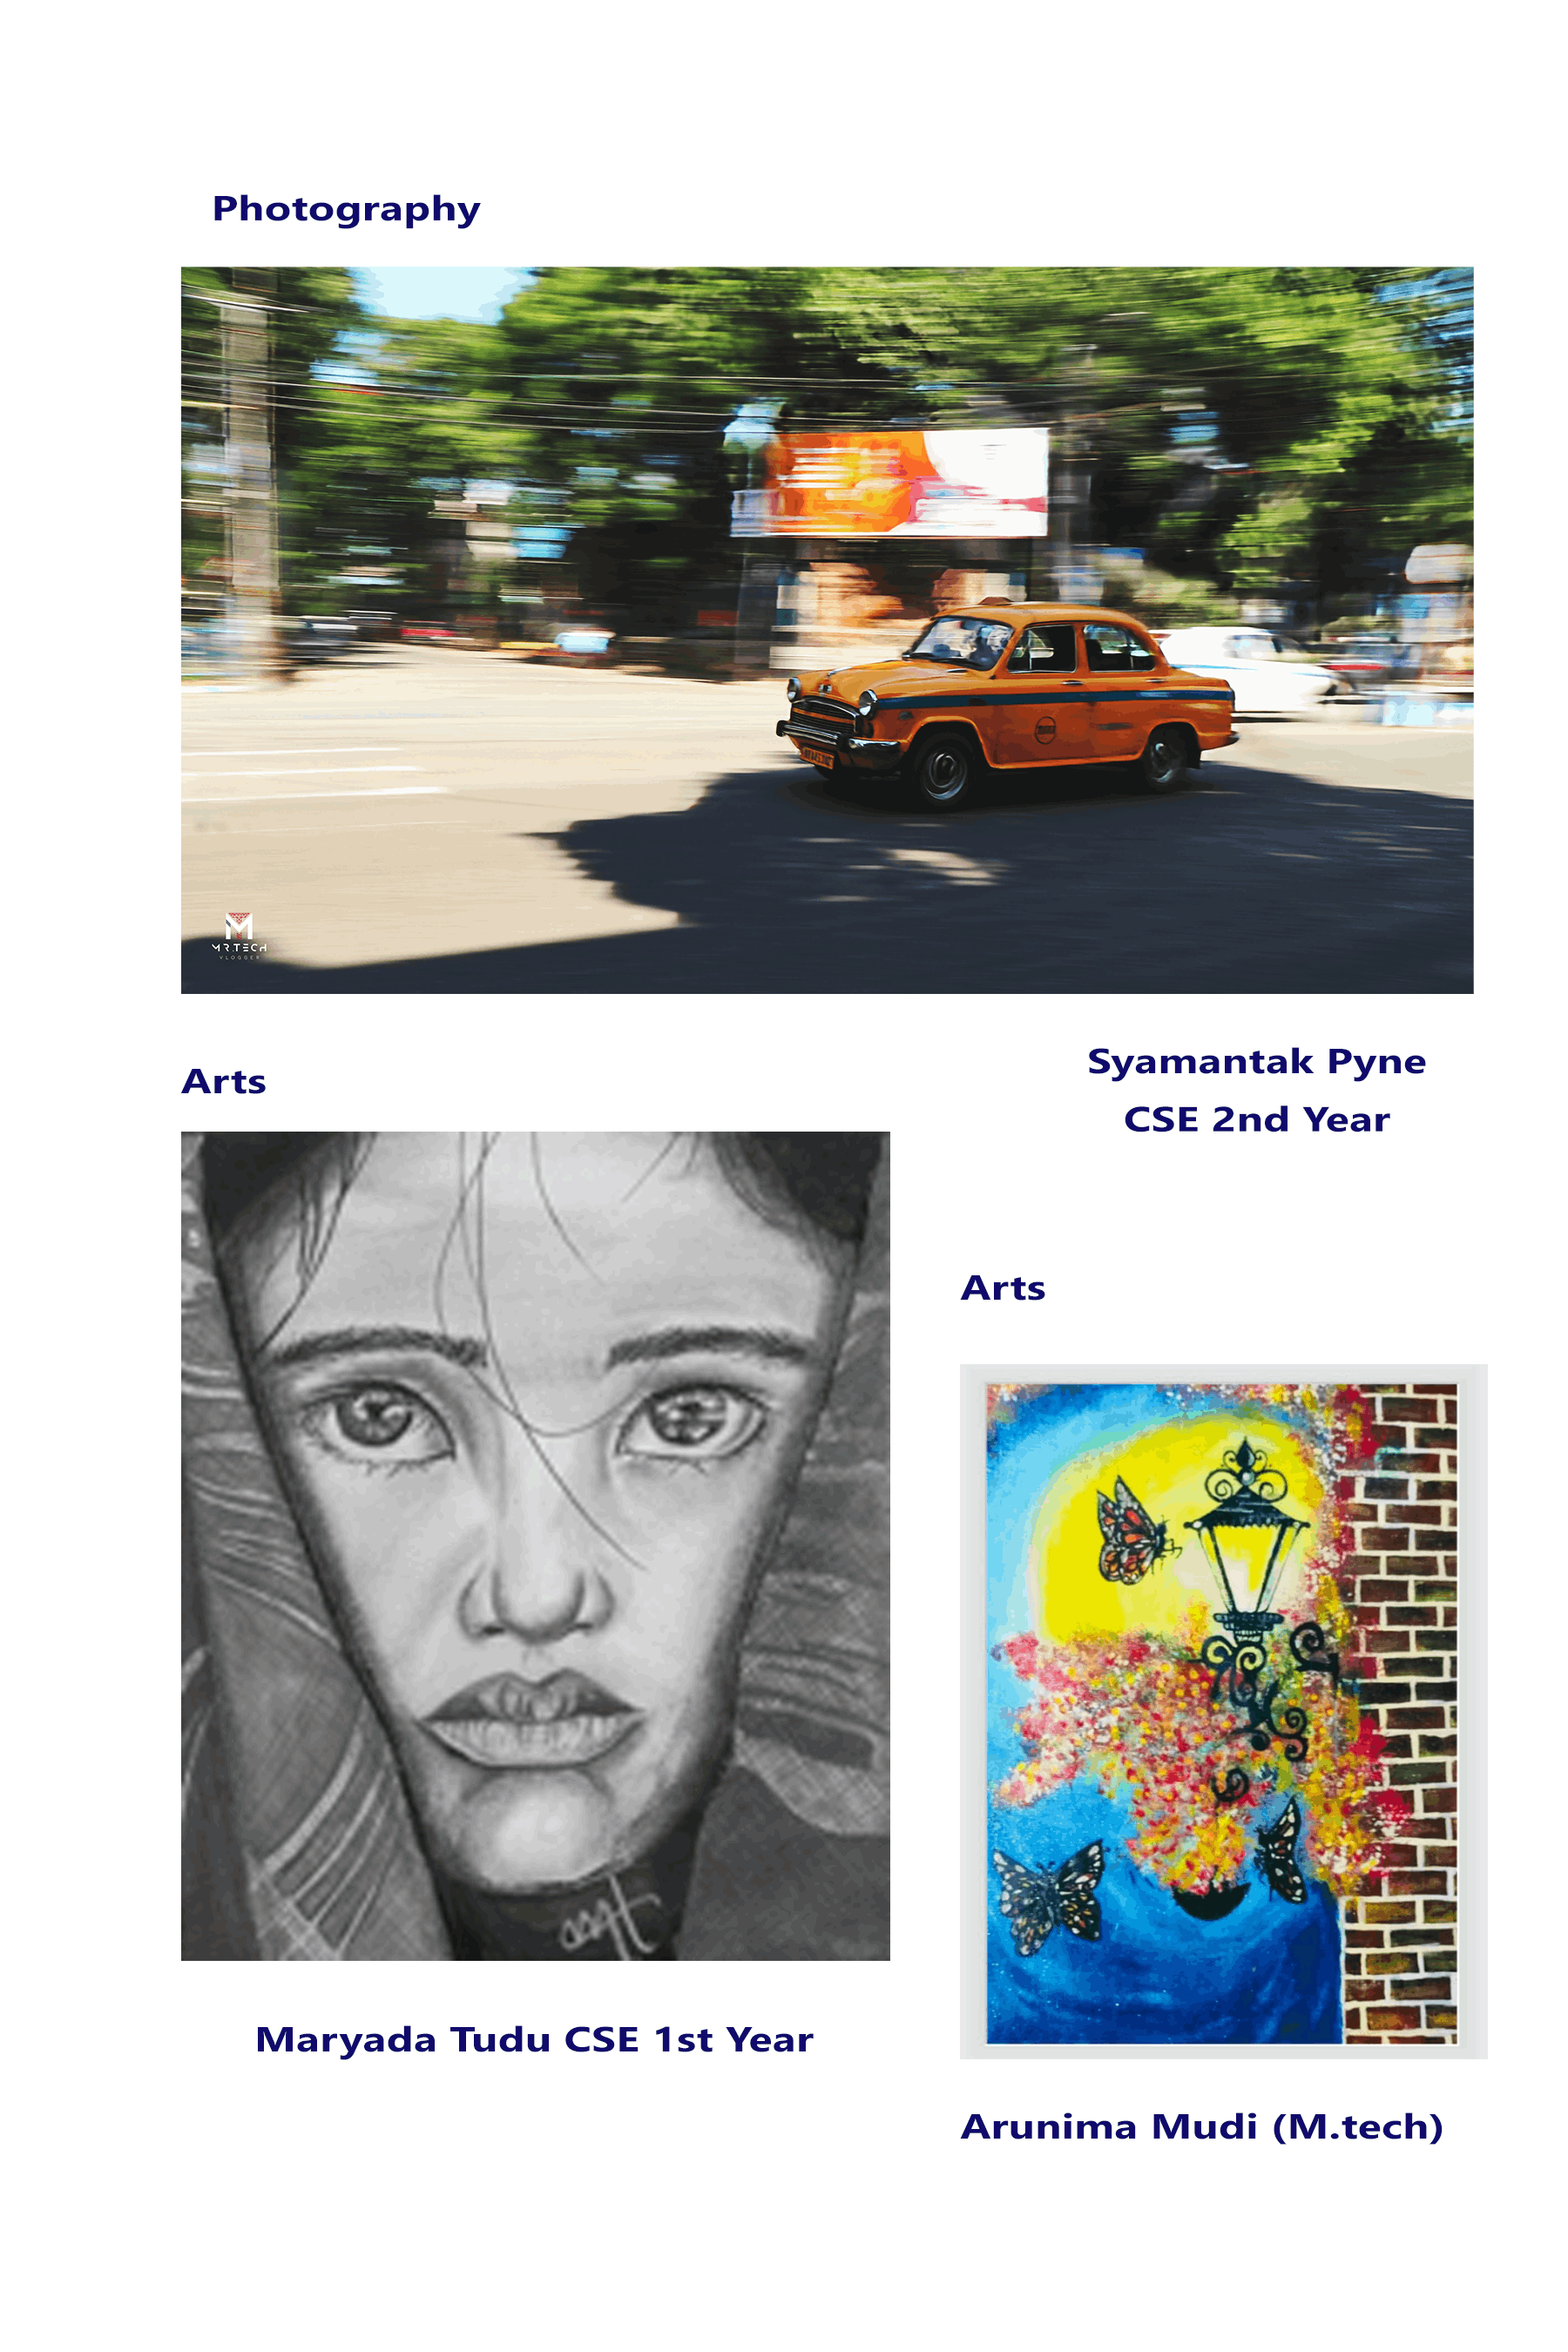 Photography
MR.TECH
VLOGGER
Syamantak Pyne
CSE 2nd Year
Arts
Maryada Tudu CSE 1st Year
Arts
Arunima Mudi (M.tech)